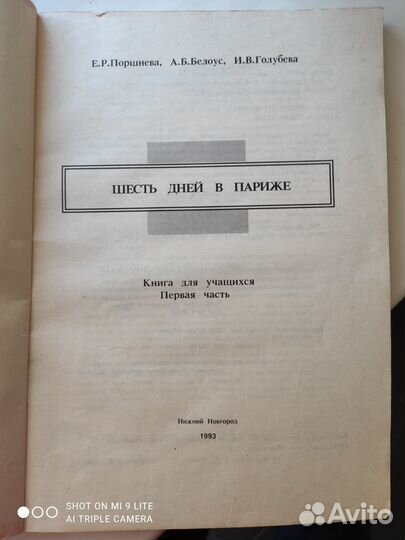 Е.Р.Поршнева, А.Б.Белоус, И.В.Голубева
ШЕСТЬ ДНЕЙ В ПАРИЖЕ
Книга для учащихся
Первая часть
Нижний Новгород
1993
SHOT ON MI 9 LITE
AI TRIPLE CAMERA
Avito